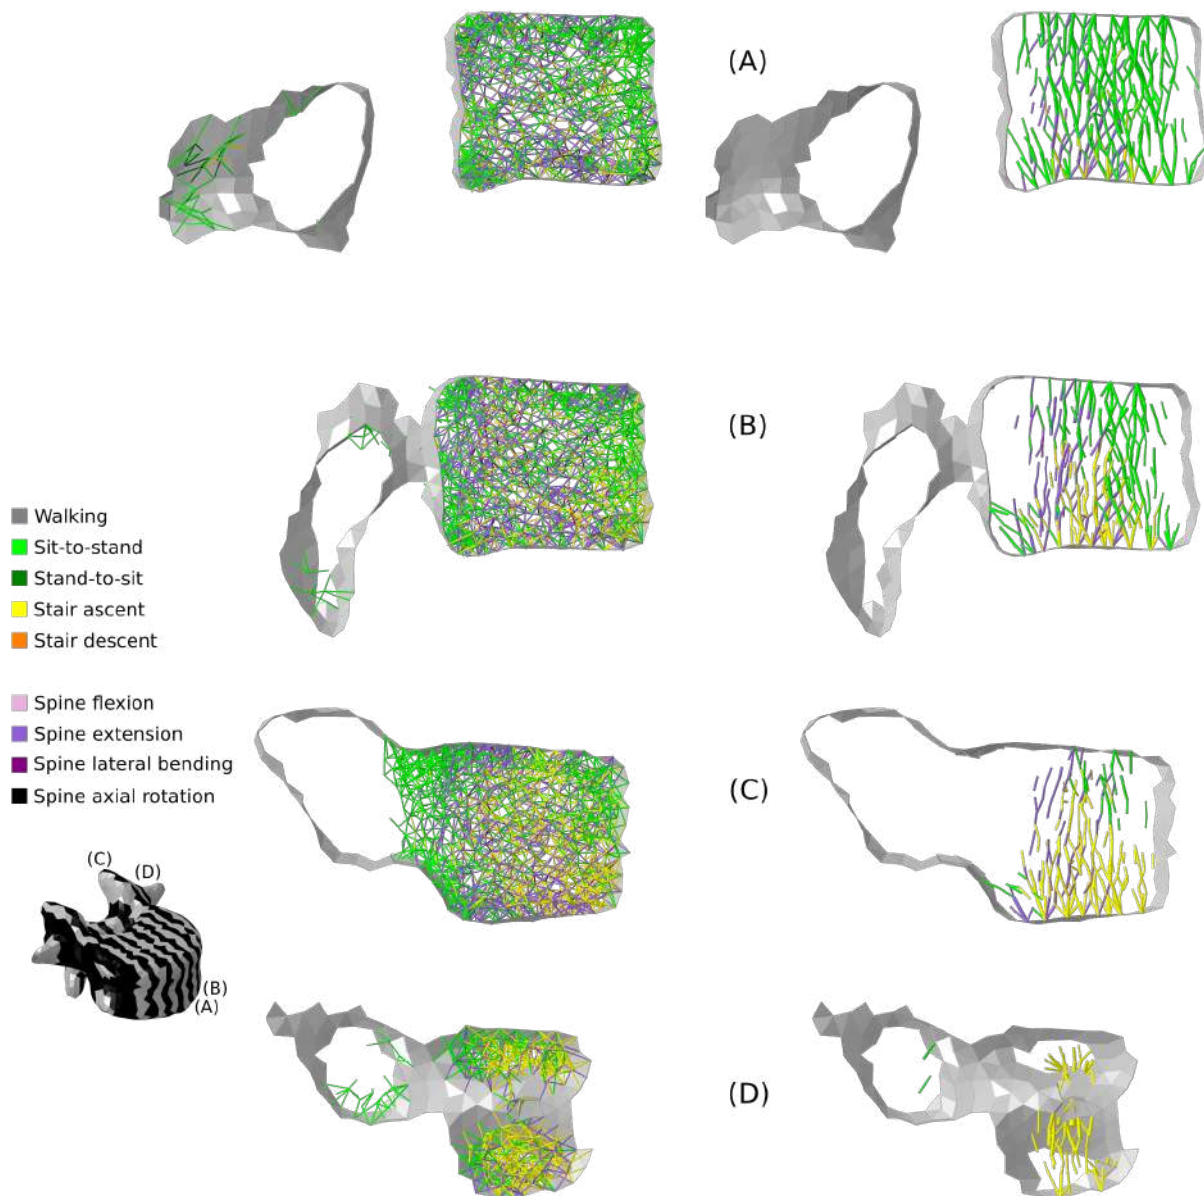 (A)
(B)
Walking
Sit-to-stand
Stand-to-sit
Stair ascent
Stair descent
Spine flexion
Spine extension
Spine lateral bending
Spine axial rotation
(C)
(C)
(D)
(B)
(A)
(D)